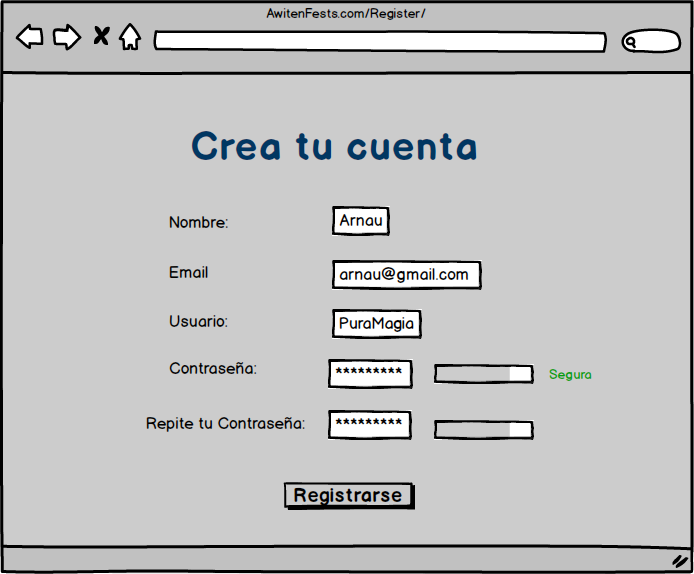 AwitenFests.com/Register/
Crea tu cuenta
Nombre: Arnau
Email arnau@gmail.com
Usuario: PuraMagia
Contraseña: ********* Segura
Repite tu Contraseña: *********
Registrarse